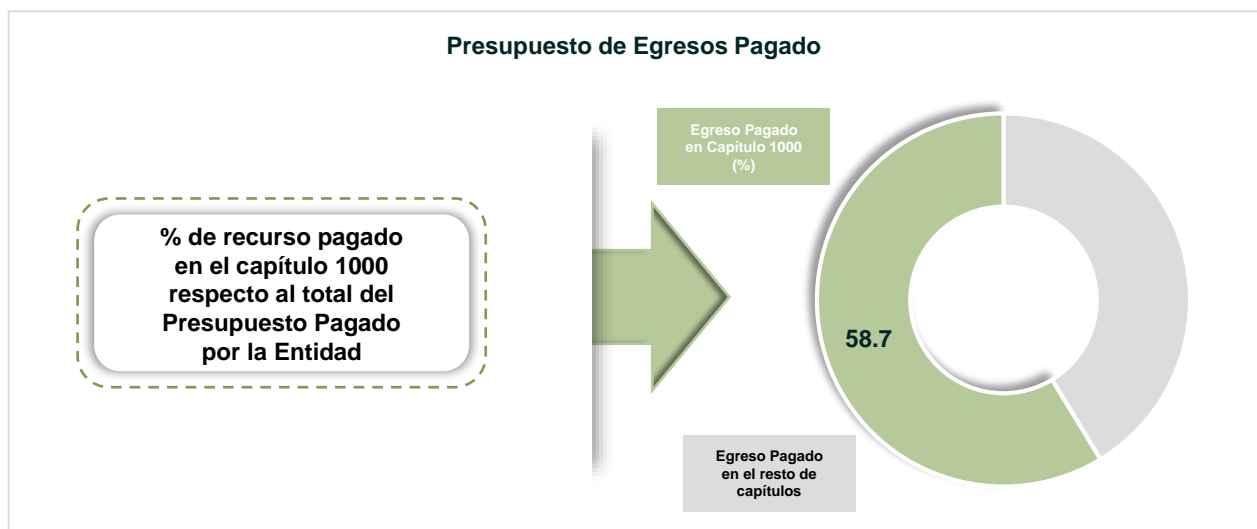 Presupuesto de Egresos Pagado
% de recurso pagado
en el capítulo 1000
respecto al total del
Presupuesto Pagado
por la Entidad
Egreso Pagado
en Capítulo 1000
(%)
58.7
Egreso Pagado
en el resto de
capítulos